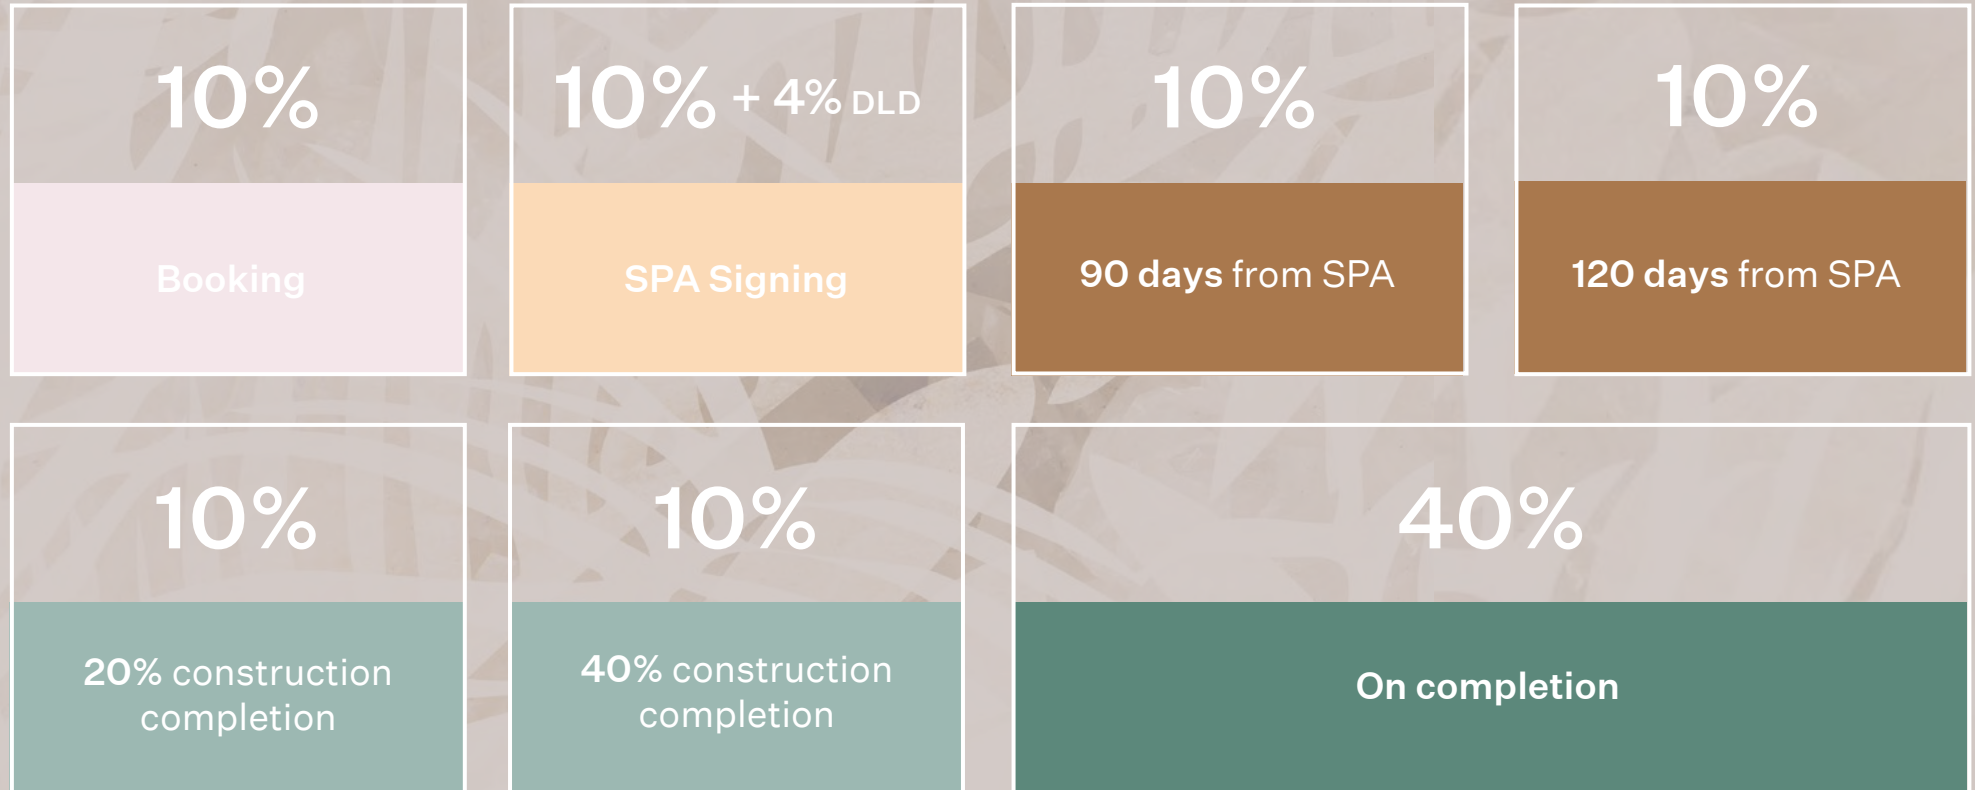 10%
Booking
10% + 4% DLD
SPA Signing
10%
90 days from SPA
10%
120 days from SPA
10%
20% construction
completion
10%
40% construction
completion
40%
On completion